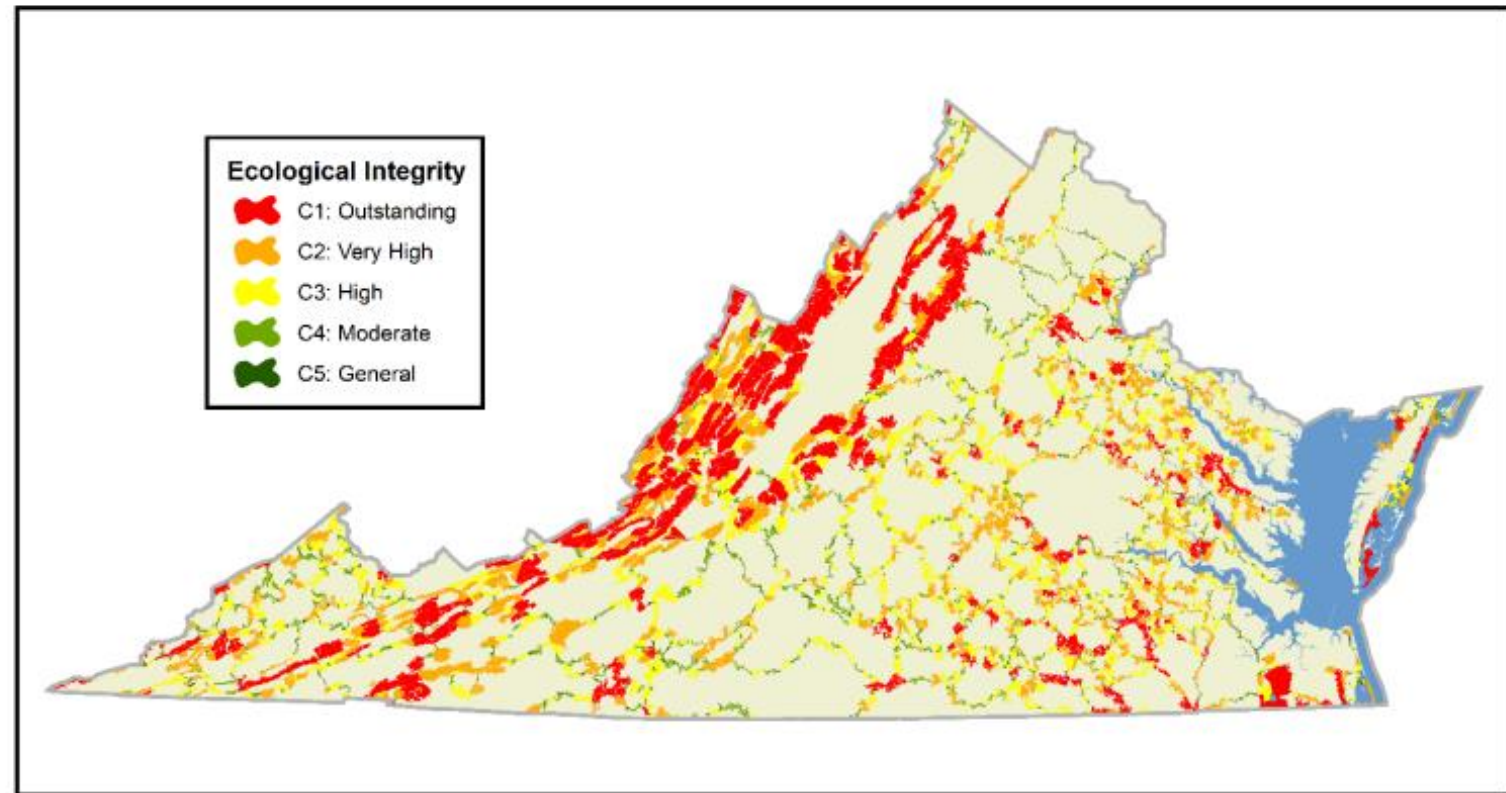 Ecological Integrity
C1: Outstanding
C2: Very High
C3: High
C4: Moderate
C5: General